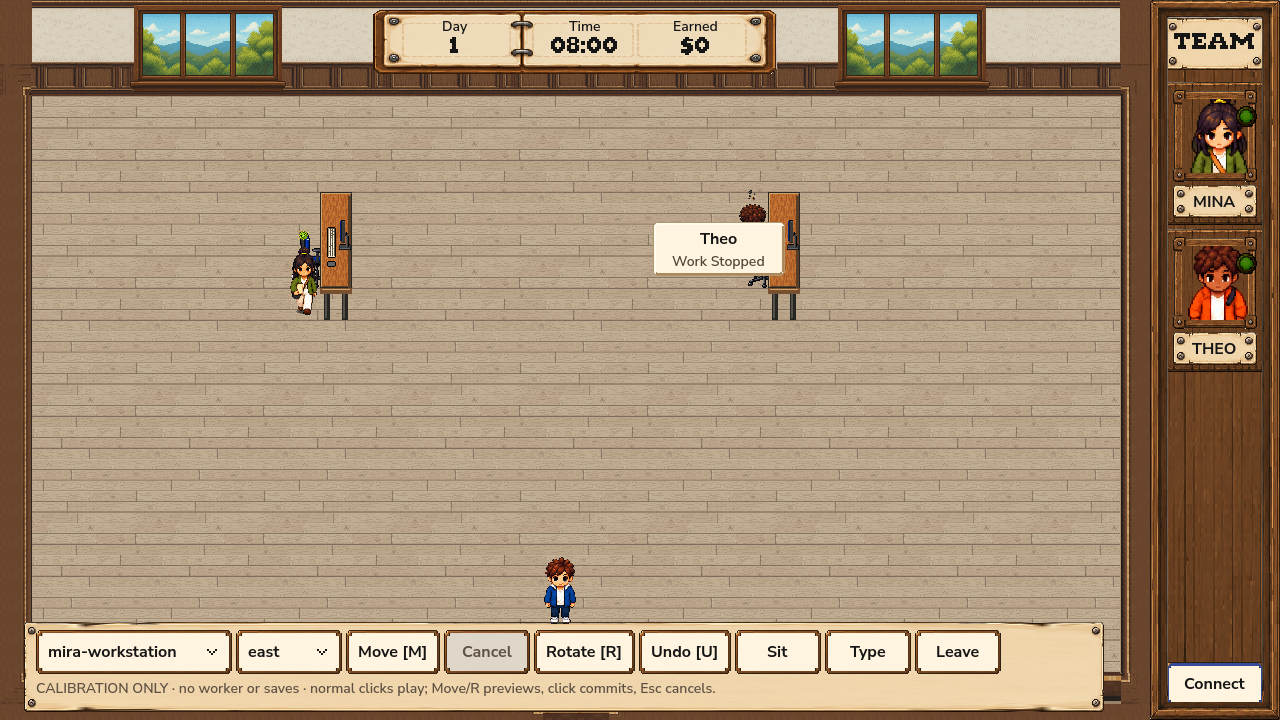 Day
1
Time
08:00
Earned
$0
TEAM
MINA
THEO
Theo
Work Stopped
mira-workstation
east
Move [M]
Cancel
Rotate [R]
Undo [U]
Sit
Type
Leave
CALIBRATION ONLY · no worker or saves · normal clicks play; Move/R previews, click commits, Esc cancels.
Connect